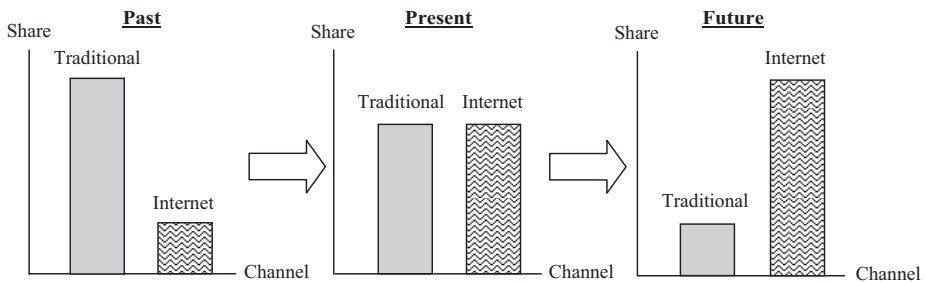 Past
Share
Traditional
Internet
Channel
Present
Share
Traditional Internet
Channel
Future
Share
Internet
Traditional
Channel